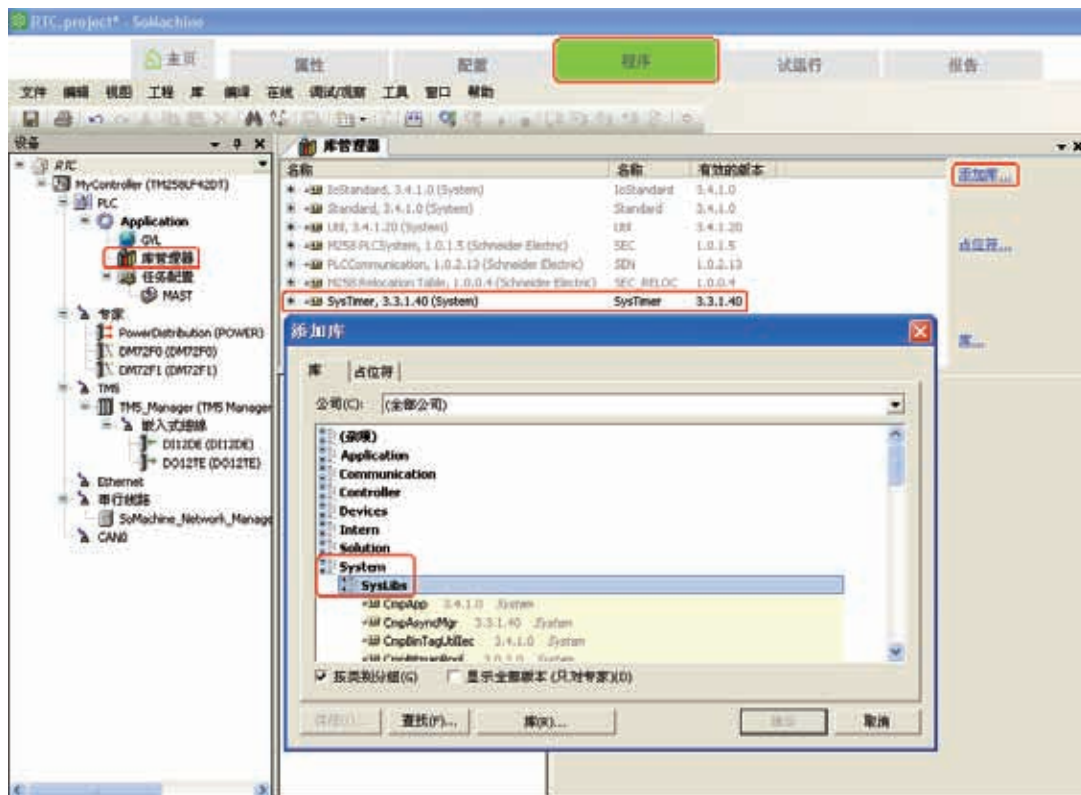 RTC.project* - SoMachine
主页
属性
配置
程序
试运行
报告
文件 编辑 视图 工程 库 编译 在线 调试/观察 工具 窗口 帮助
设备
RTC
MyController (TM258LF42DT)
PLC
Application
GVL
库管理器
任务配置
MAST
专家
PowerDistribution (POWER)
DM72F0 (DM72F0)
DM72F1 (DM72F1)
TM5
TM5_Manager (TM5 Manager
嵌入式总线
DI12DE (DI12DE)
DO12TE (DO12TE)
Ethernet
串行线路
SoMachine_Network_Manage
CAN0
库管理器
名称 名称 有效的版本
IoStandard, 3.4.1.0 (System) IoStandard 3.4.1.0
Standard, 3.4.1.0 (System) Standard 3.4.1.0
Util, 3.4.1.20 (System) Util 3.4.1.20
M258 PLCSystem, 1.0.1.5 (Schneider Electric) SEC 1.0.1.5
PLCCommunication, 1.0.2.13 (Schneider Electric) SEN 1.0.2.13
M258 Relocation Table, 1.0.0.4 (Schneider Electric) SEC_RELOC 1.0.0.4
SysTimer, 3.3.1.40 (System) SysTimer 3.3.1.40
添加库...
占位符...
库...
添加库
库
占位符
公司(C): (全部公司)
(杂项)
Application
Communication
Controller
Devices
Intern
Solution
System
SysLibs
CmpApp 3.4.1.0 System
CmpAsyncMgr 3.3.1.40 System
CmpBinTagUtilIec 3.4.1.0 System
按类别分组(G)
显示全部版本 (只对专家)(D)
查找(F)...
库(R)...
取消